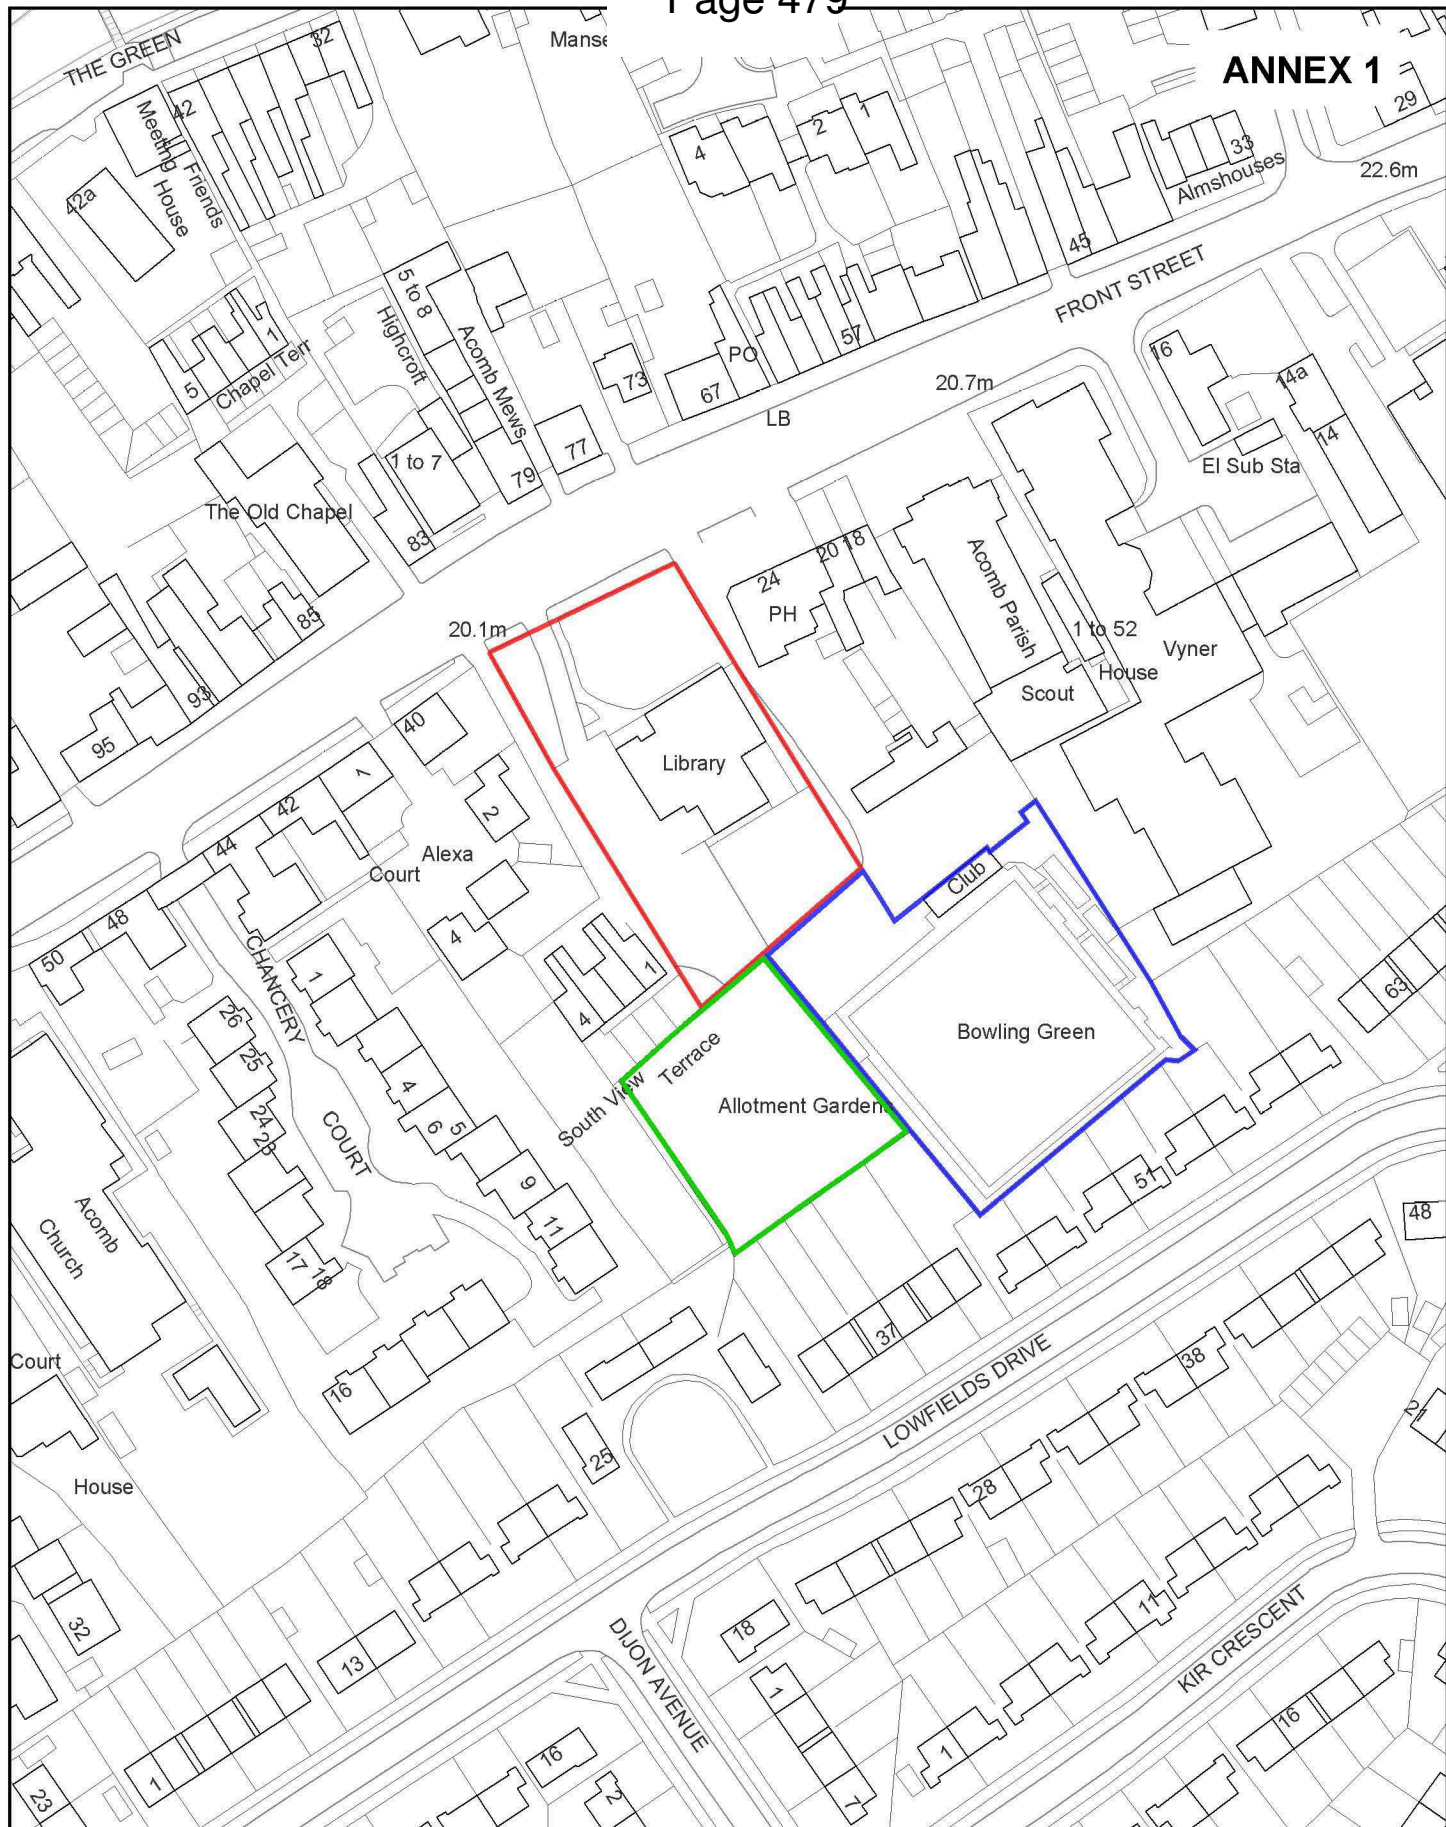 Page 479
ANNEX 1
THE GREEN
32
Manse
42
Meeting
House
Friends
42a
4
2
1
29
33
Almshouses
22.6m
45
FRONT STREET
5 to 8
Highcroft
Acomb Mews
1
Chapel Terr
5
57
PO
67
73
LB
20.7m
16
14a
14
El Sub Sta
77
79
1 to 7
83
The Old Chapel
85
93
95
20.1m
24
20
18
PH
Acomb Parish
1 to 52
Vyner
House
Scout
Library
40
2
1
42
44
Alexa
Court
4
48
50
CHANCERY
COURT
1
4
1
4
5
6
9
11
26
25
24
23
17
18
16
Club
Bowling Green
63
South View
Terrace
Allotment Gardens
51
48
37
LOWFIELDS DRIVE
38
28
21
Acomb
Church
Court
House
25
32
13
1
23
DIJON AVENUE
18
1
7
16
2
11
1
KIR CRESCENT
16